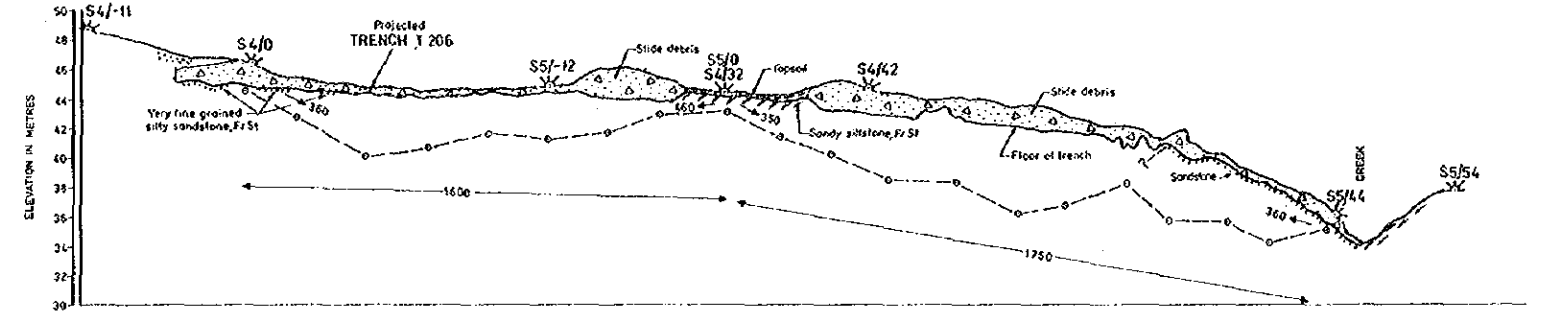 50
S4/-11
48
46
44
42
40
38
36
34
32
30
ELEVATION IN METRES
S4/0
Projected
TRENCH T 206
S5/-12
Slide debris
S5/0
S4/32
Topsoil
S4/42
Slide debris
Very fine grained
silty sandstone, Fr St
360
460
350
Sandy siltstone, Fr St
Floor of trench
Sandstone
CREEK
S5/54
S5/44
360
1600
1750